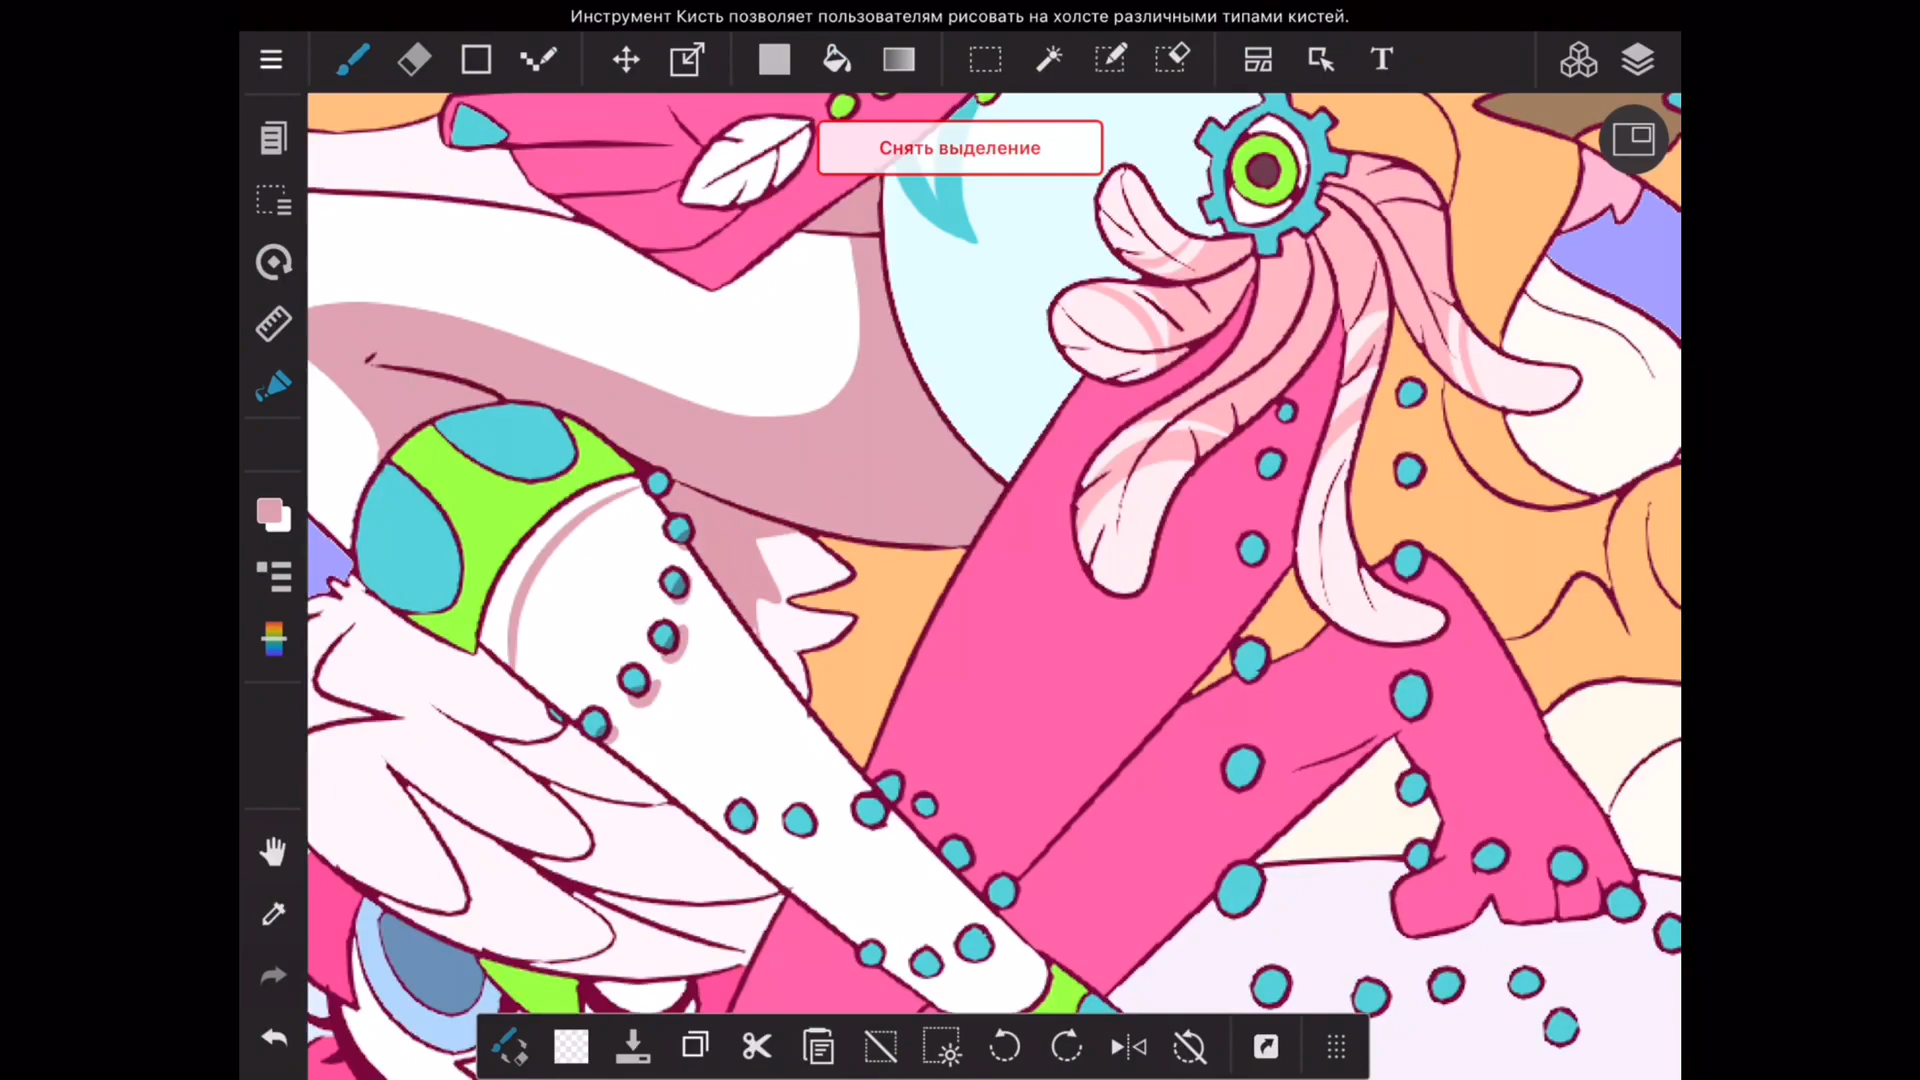 Инструмент Кисть позволяет пользователям рисовать на холсте различными типами кистей.
T
Снять выделение